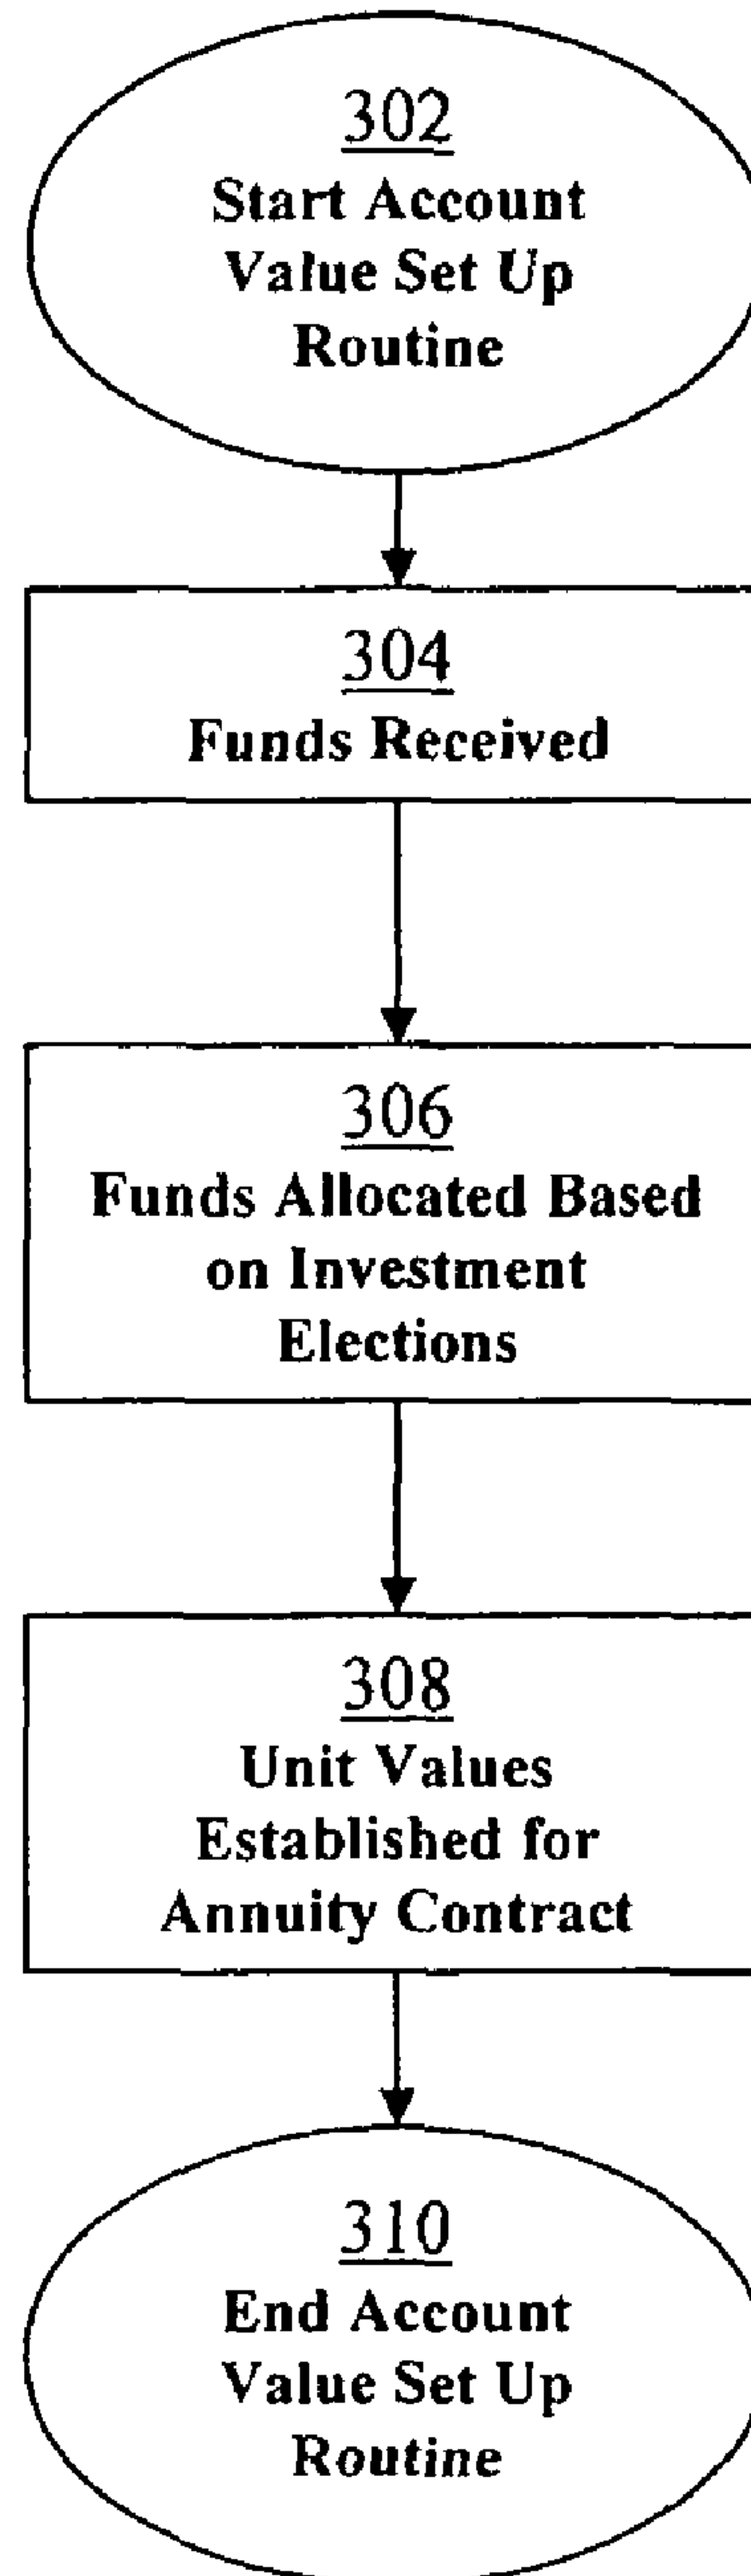 302
Start Account
Value Set Up
Routine
304
Funds Received
306
Funds Allocated Based
on Investment
Elections
308
Unit Values
Established for
Annuity Contract
310
End Account
Value Set Up
Routine